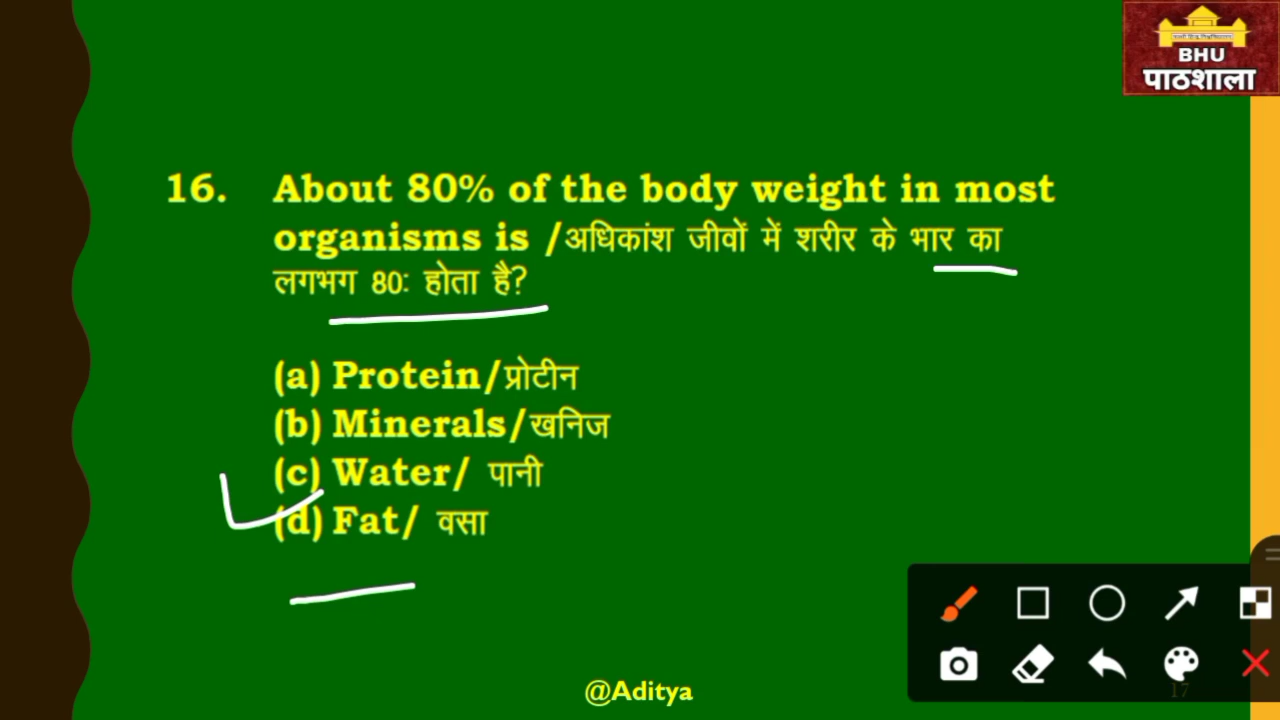 BHU
पाठशाला
16. About 80% of the body weight in most
organisms is /अधिकांश जीवों में शरीर के भार का
लगभग 80ः होता है?
(a) Protein/प्रोटीन
(b) Minerals/खनिज
(c) Water/ पानी
(d) Fat/ वसा
@Aditya
17